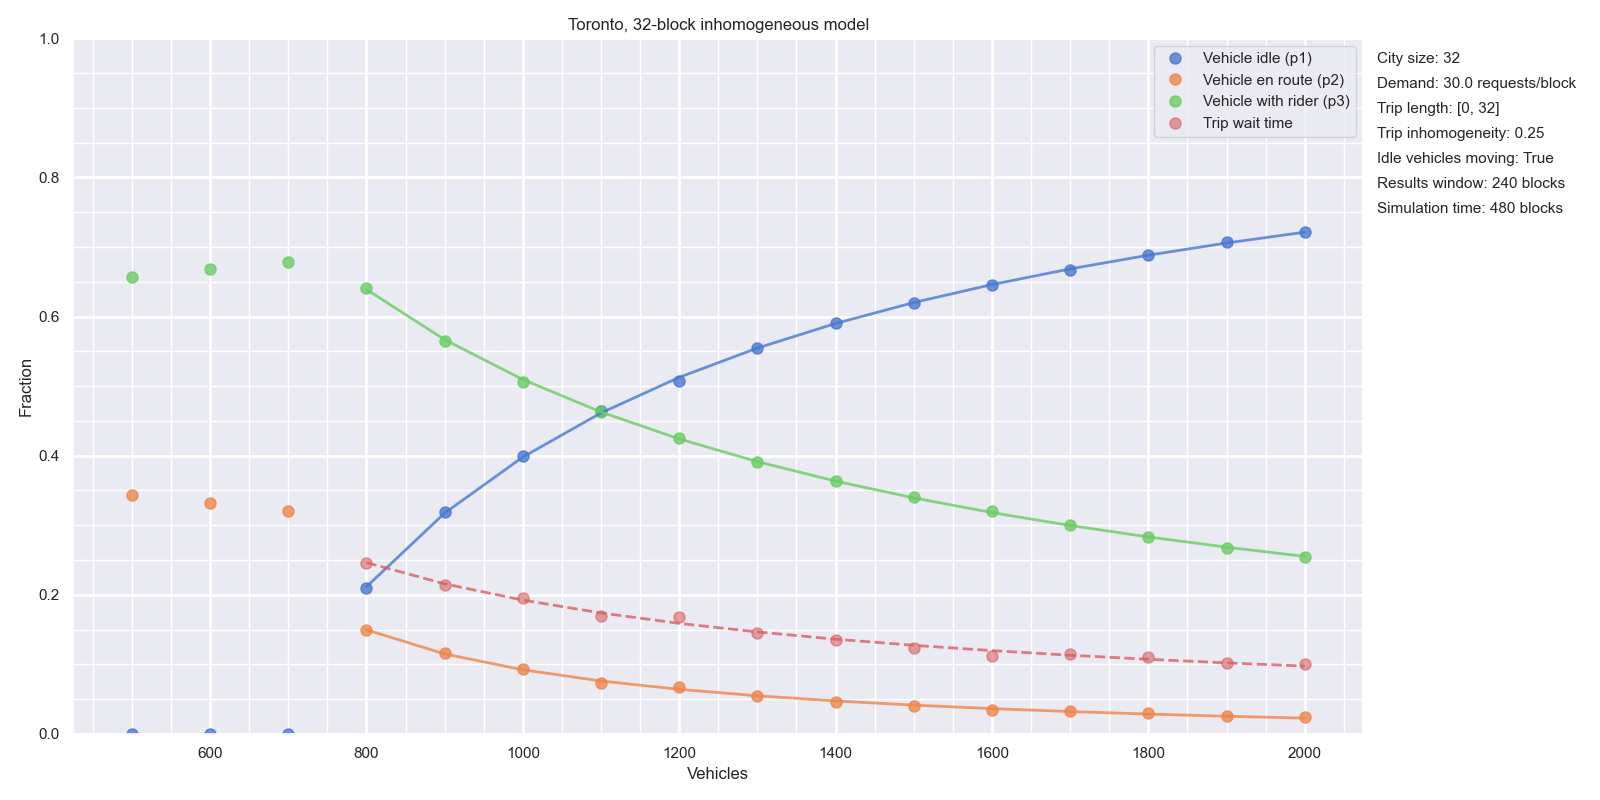 Toronto, 32-block inhomogeneous model
1.0
0.8
0.6
0.4
0.2
0.0
Fraction
600
800
1000
1200
1400
1600
1800
2000
Vehicles
Vehicle idle (p1)
Vehicle en route (p2)
Vehicle with rider (p3)
Trip wait time
City size: 32
Demand: 30.0 requests/block
Trip length: [0, 32]
Trip inhomogeneity: 0.25
Idle vehicles moving: True
Results window: 240 blocks
Simulation time: 480 blocks